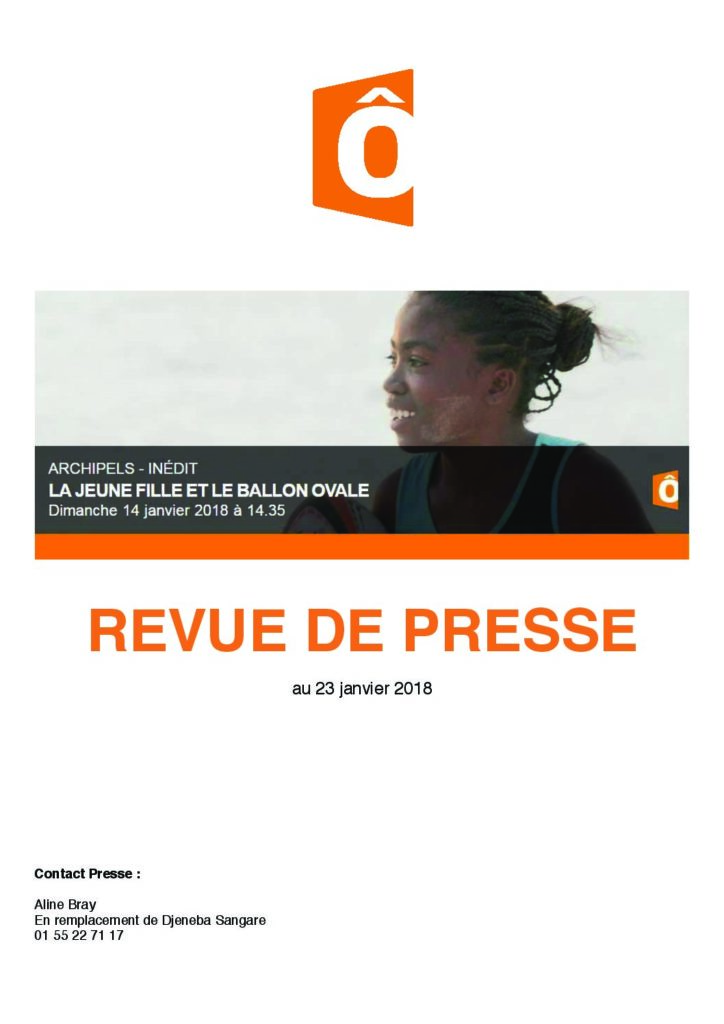 Ô
ARCHIPELS - INÉDIT
LA JEUNE FILLE ET LE BALLON OVALE
Dimanche 14 janvier 2018 à 14.35
Ô
REVUE DE PRESSE
au 23 janvier 2018
Contact Presse :
Aline Bray
En remplacement de Djeneba Sangare
01 55 22 71 17